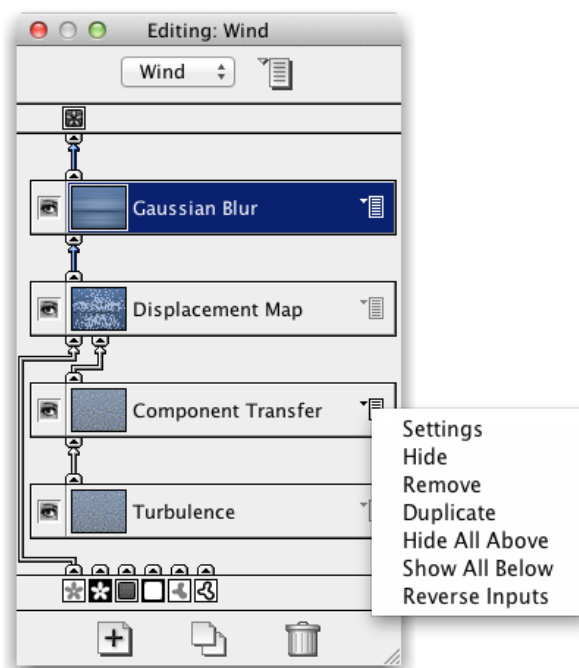 Editing: Wind
Wind
Gaussian Blur
Displacement Map
Component Transfer
Turbulence
Settings
Hide
Remove
Duplicate
Hide All Above
Show All Below
Reverse Inputs